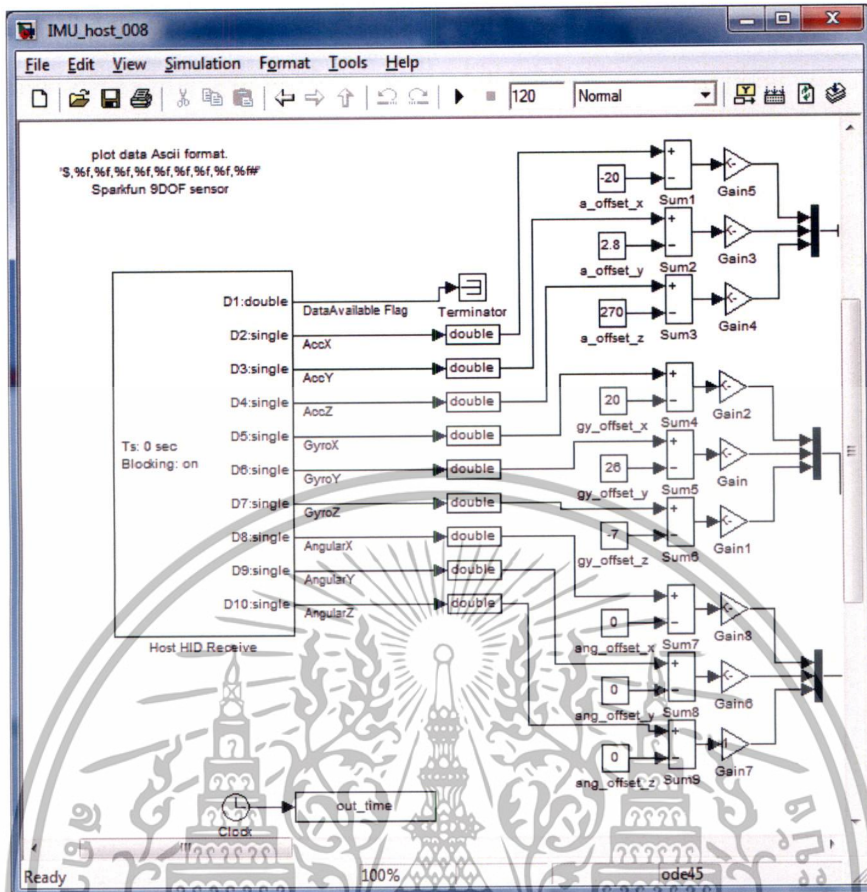 IMU_host_008
File Edit View Simulation Format Tools Help
120 Normal
plot data Ascii format.
'$,%f,%f,%f,%f,%f,%f,%f,%f,%f#'
Sparkfun 9DOF sensor
Host HID Receive
Ts: 0 sec
Blocking: on
D1:double
D2:single
D3:single
D4:single
D5:single
D6:single
D7:single
D8:single
D9:single
D10:single
DataAvailable Flag
AccX
AccY
AccZ
GyroX
GyroY
GyroZ
AngularX
AngularY
AngularZ
Terminator
double
double
double
double
double
double
double
double
double
-20
a_offset_x
Sum1
Gain5
2.8
a_offset_y
Sum2
Gain3
270
a_offset_z
Sum3
Gain4
20
gy_offset_x
Sum4
Gain2
26
gy_offset_y
Sum5
Gain
-7
gy_offset_z
Sum6
Gain1
0
ang_offset_x
Sum7
Gain8
0
ang_offset_y
Sum8
Gain6
0
ang_offset_z
Sum9
Gain7
Clock
out_time
Ready 100% ode45